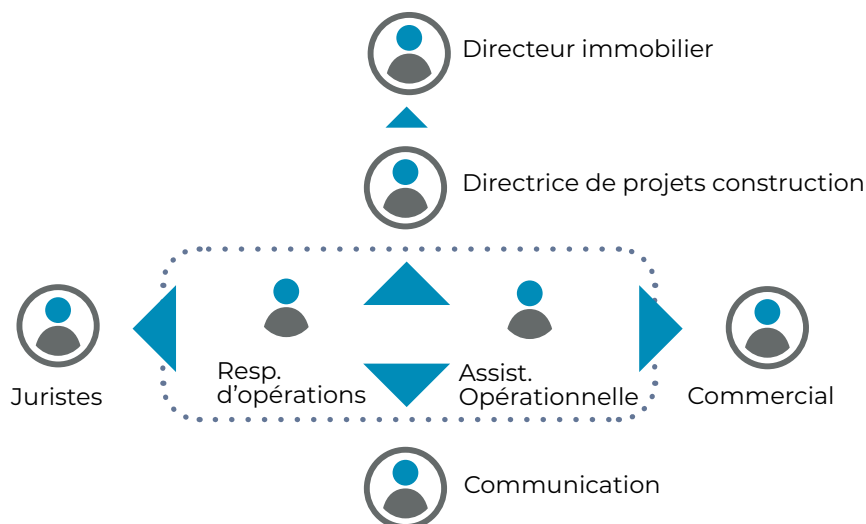 Directeur immobilier
Directrice de projets construction
Resp.
d’opérations
Assist.
Opérationnelle
Juristes
Commercial
Communication